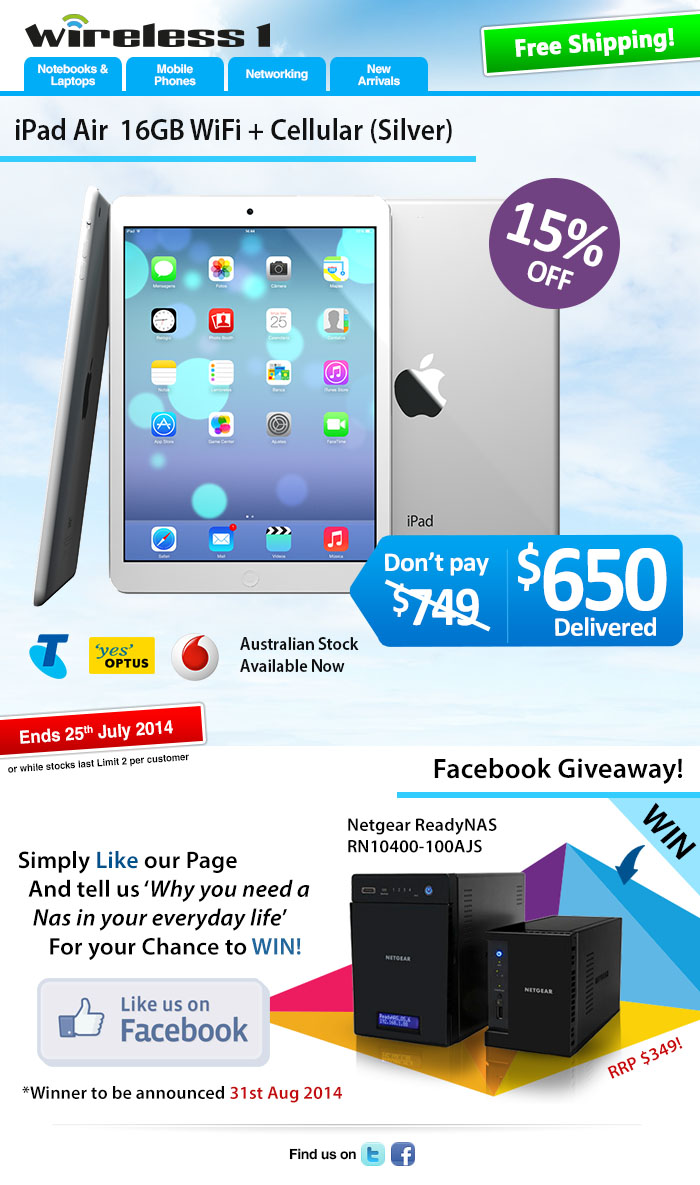 wireless 1
Free Shipping!
Notebooks & Laptops
Mobile Phones
Networking
New Arrivals
iPad Air 16GB WiFi + Cellular (Silver)
15%
OFF
iPad
Don't pay
$749
$650
Delivered
'yes'
OPTUS
Australian Stock
Available Now
Ends 25th July 2014
or while stocks last Limit 2 per customer
Facebook Giveaway!
WIN
Netgear ReadyNAS
RN10400-100AJS
Simply Like our Page
And tell us 'Why you need a
Nas in your everyday life'
For your Chance to WIN!
NETGEAR
NETGEAR
Like us on
Facebook
RRP $349!
*Winner to be announced 31st Aug 2014
Find us on